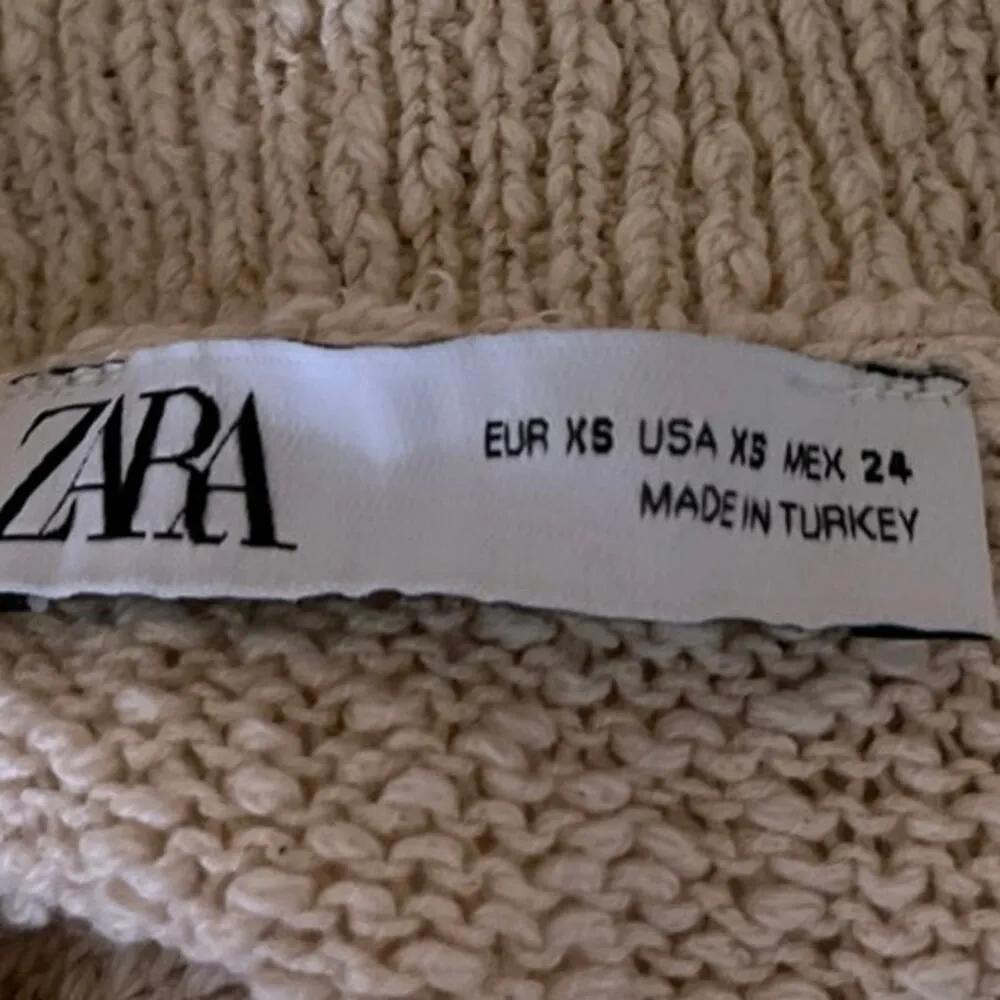 ZARA
EUR XS USA XS MEX 24
MADE IN TURKEY